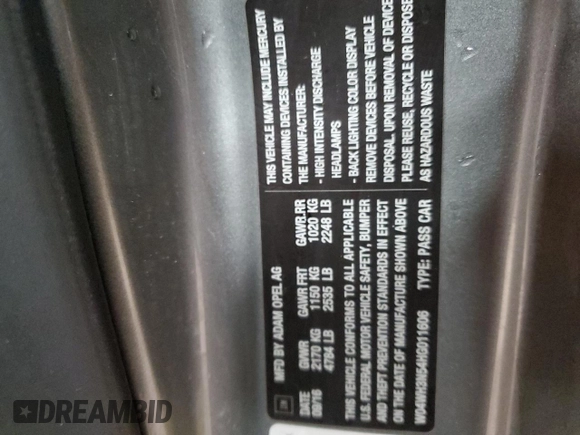 MFD BY ADAM OPEL AG
09/16 GVWR GAWR FRT GAWR RR
2170 KG 1150 KG 1020 KG
4784 LB 2535 LB 2248 LB
THIS VEHICLE CONFORMS TO ALL APPLICABLE
U.S. FEDERAL MOTOR VEHICLE SAFETY, BUMPER
AND THEFT PREVENTION STANDARDS IN EFFECT
ON THE DATE OF MANUFACTURE SHOWN ABOVE
W04WH3N54HG011606 TYPE: PASS CAR
THIS VEHICLE MAY INCLUDE MERCURY
CONTAINING DEVICES INSTALLED BY
THE MANUFACTURER:
- HIGH INTENSITY DISCHARGE
HEADLAMPS
- BACK LIGHTING COLOR DISPLAY
REMOVE DEVICES BEFORE VEHICLE
DISPOSAL. UPON REMOVAL OF DEVICE
PLEASE REUSE, RECYCLE OR DISPOSE
AS HAZARDOUS WASTE
DREAMBID